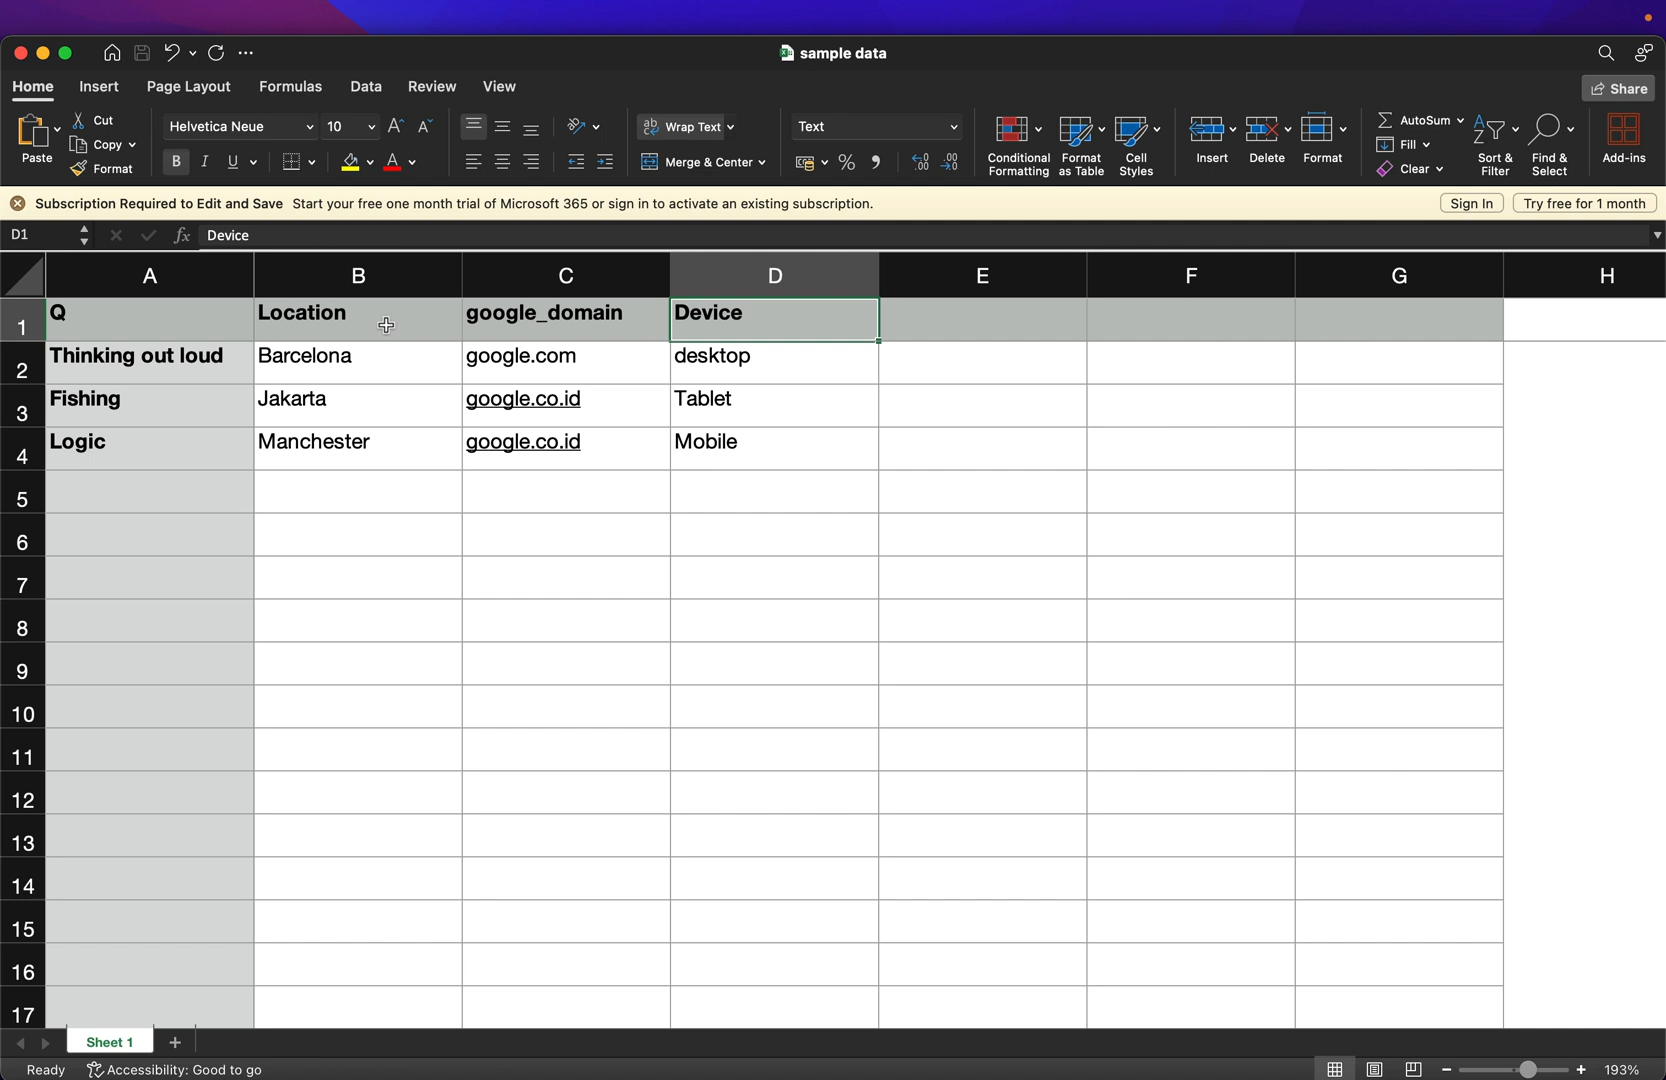 sample data
Home Insert Page Layout Formulas Data Review View Share
Paste Cut Copy Format
Helvetica Neue 10
B I U A
Wrap Text
Merge & Center
Text
Conditional Formatting
Format as Table
Cell Styles
Insert Delete Format
AutoSum
Fill
Clear
Sort & Filter
Find & Select
Add-ins
Subscription Required to Edit and Save Start your free one month trial of Microsoft 365 or sign in to activate an existing subscription. Sign In Try free for 1 month
D1 fx Device
A B C D E F G H
1 Q Location google_domain Device
2 Thinking out loud Barcelona google.com desktop
3 Fishing Jakarta google.co.id Tablet
4 Logic Manchester google.co.id Mobile
5
6
7
8
9
10
11
12
13
14
15
16
17
Sheet 1 +
Ready Accessibility: Good to go 193%